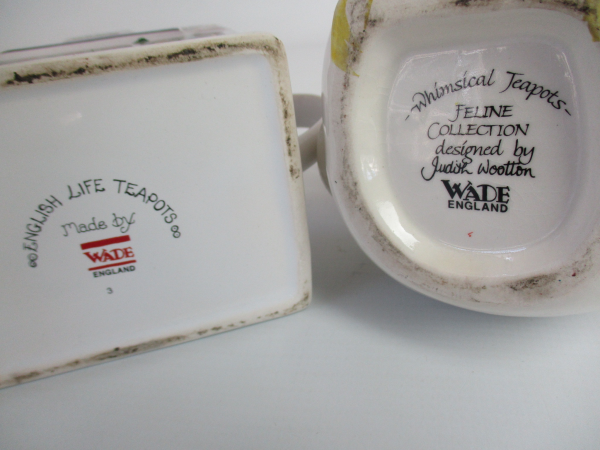 ENGLISH LIFE TEAPOTS
Made by
WADE
ENGLAND
3
-Whimsical Teapots-
FELINE
COLLECTION
designed by
Judith Wootton
WADE
ENGLAND